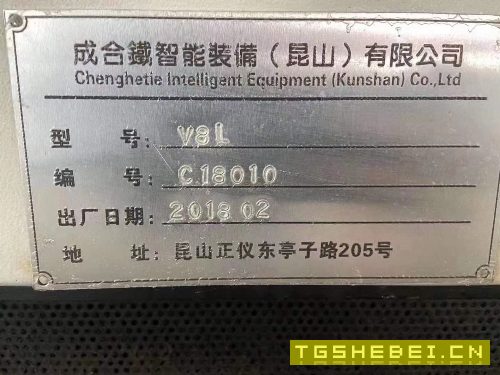 成合鐵智能裝備（昆山）有限公司
Chenghetie Intelligent Equipment (Kunshan) Co.,Ltd
型 号: V8L
编 号: C18010
出厂日期: 2018 02
地 址: 昆山正仪东亭子路205号
TGSHEBEI.CN